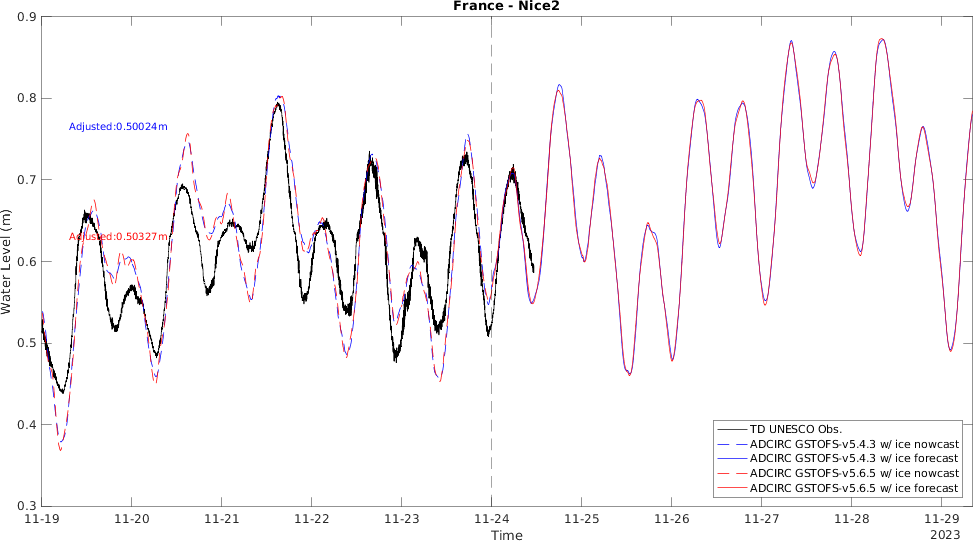 France - Nice2
0.9
0.8
0.7
0.6
0.5
0.4
0.3
Water Level (m)
Adjusted:0.50024m
Adjusted:0.50327m
TD UNESCO Obs.
ADCIRC GSTOFS-v5.4.3 w/ ice nowcast
ADCIRC GSTOFS-v5.4.3 w/ ice forecast
ADCIRC GSTOFS-v5.6.5 w/ ice nowcast
ADCIRC GSTOFS-v5.6.5 w/ ice forecast
11-19 11-20 11-21 11-22 11-23 11-24 11-25 11-26 11-27 11-28 11-29
Time
2023